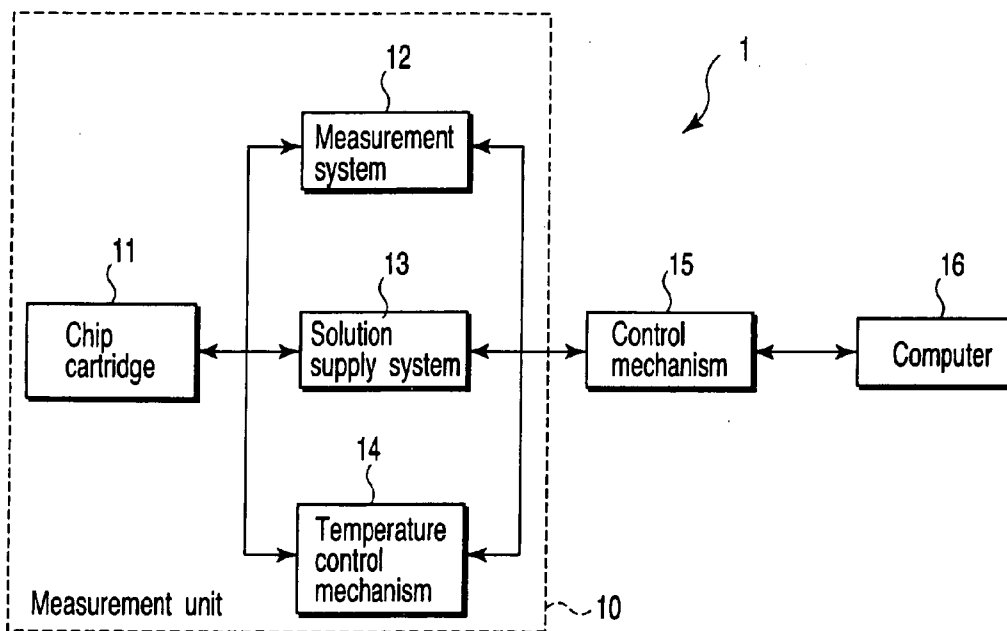 1
12
Measurement
system
11
Chip
cartridge
13
Solution
supply system
15
Control
mechanism
16
Computer
14
Temperature
control
mechanism
Measurement unit
10